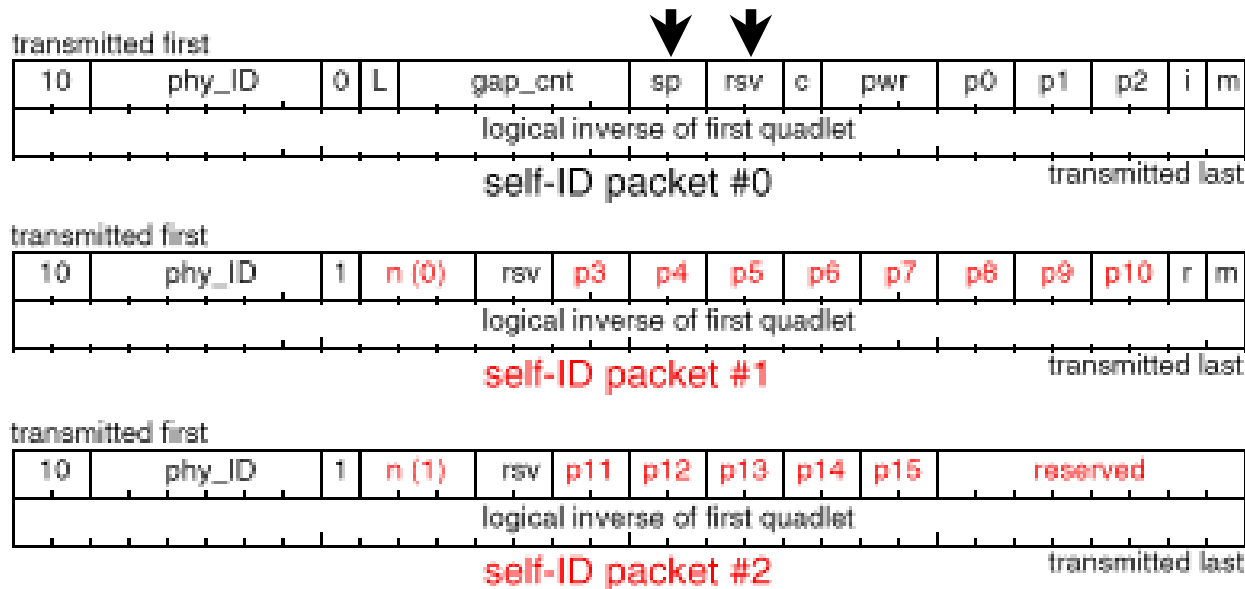 transmitted first
10 phy_ID 0 L gap_cnt sp rsv c pwr p0 p1 p2 i m
logical inverse of first quadlet
self-ID packet #0 transmitted last
transmitted first
10 phy_ID 1 n (0) rsv p3 p4 p5 p6 p7 p8 p9 p10 r m
logical inverse of first quadlet
self-ID packet #1 transmitted last
transmitted first
10 phy_ID 1 n (1) rsv p11 p12 p13 p14 p15 reserved
logical inverse of first quadlet
self-ID packet #2 transmitted last